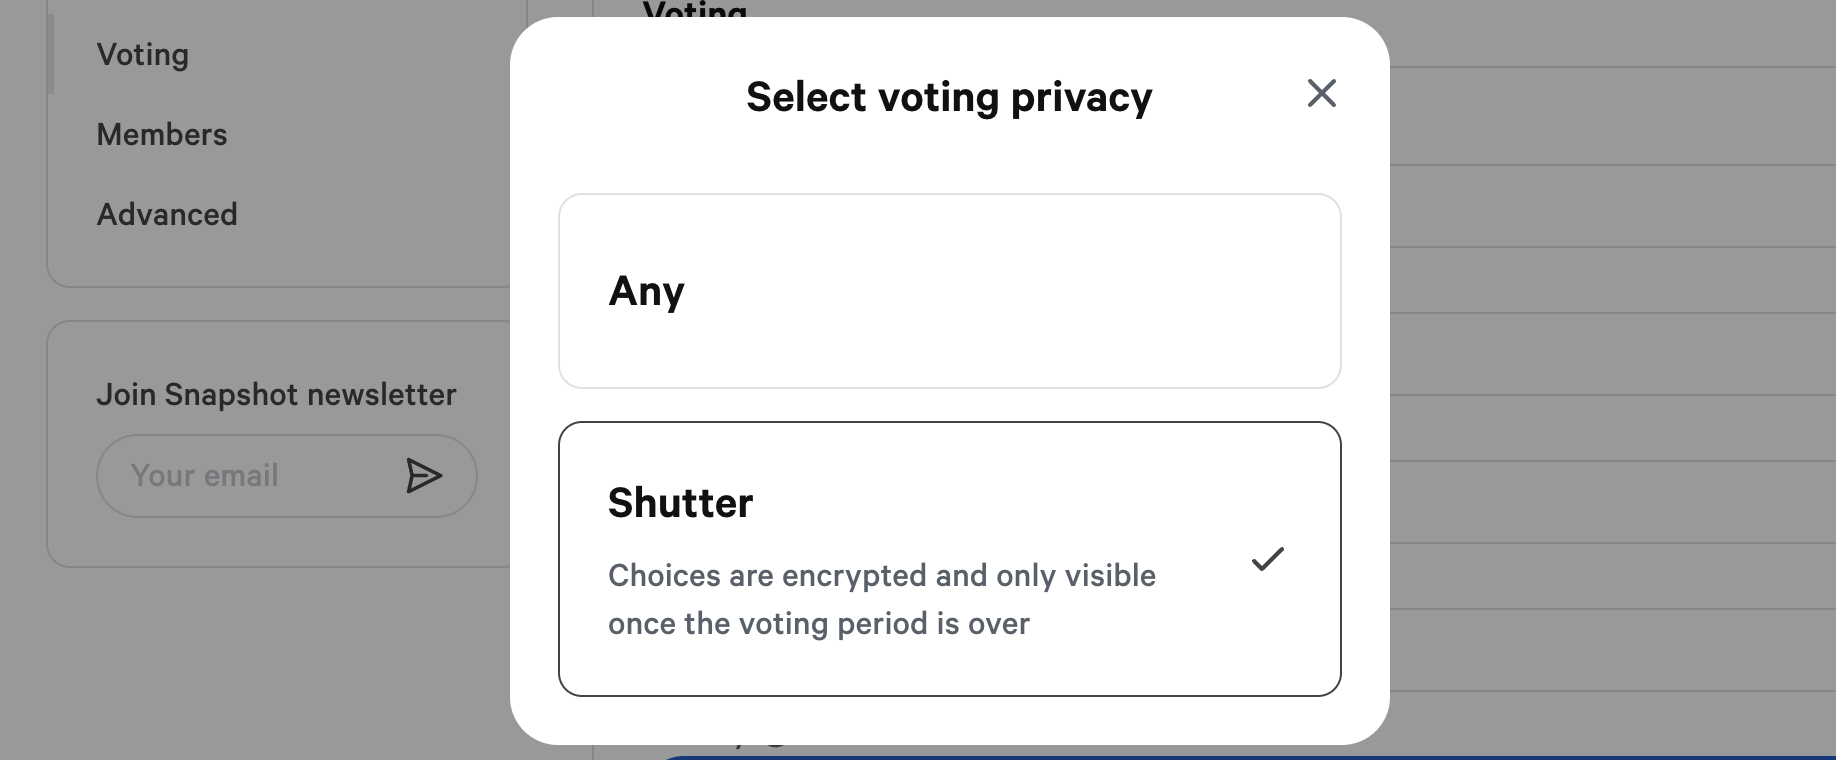 Voting
Voting
Members
Advanced
Join Snapshot newsletter
Your email
Select voting privacy
Any
Shutter
Choices are encrypted and only visible
once the voting period is over